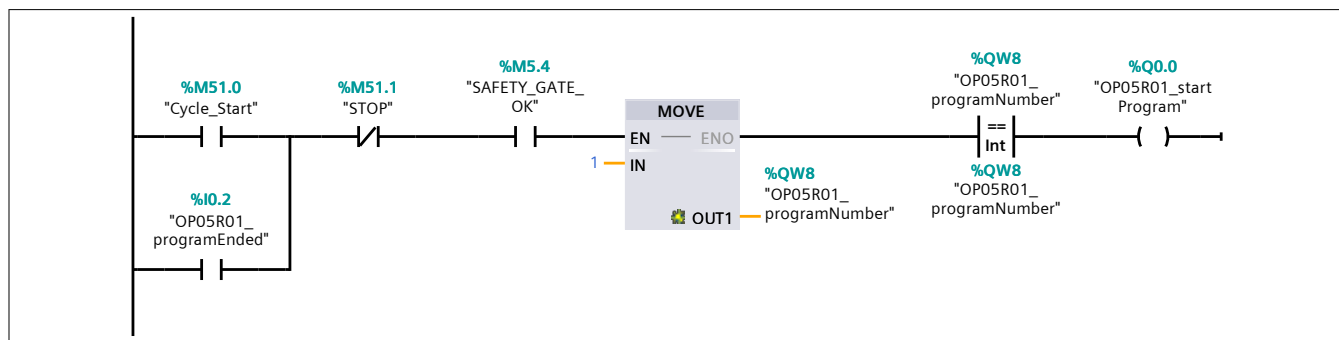 %M51.0
"Cycle_Start"
%M51.1
"STOP"
%M5.4
"SAFETY_GATE_
OK"
MOVE
EN
ENO
1
IN
OUT1
%QW8
"OP05R01_
programNumber"
%QW8
"OP05R01_
programNumber"
==
Int
%QW8
"OP05R01_
programNumber"
%Q0.0
"OP05R01_start
Program"
%I0.2
"OP05R01_
programEnded"